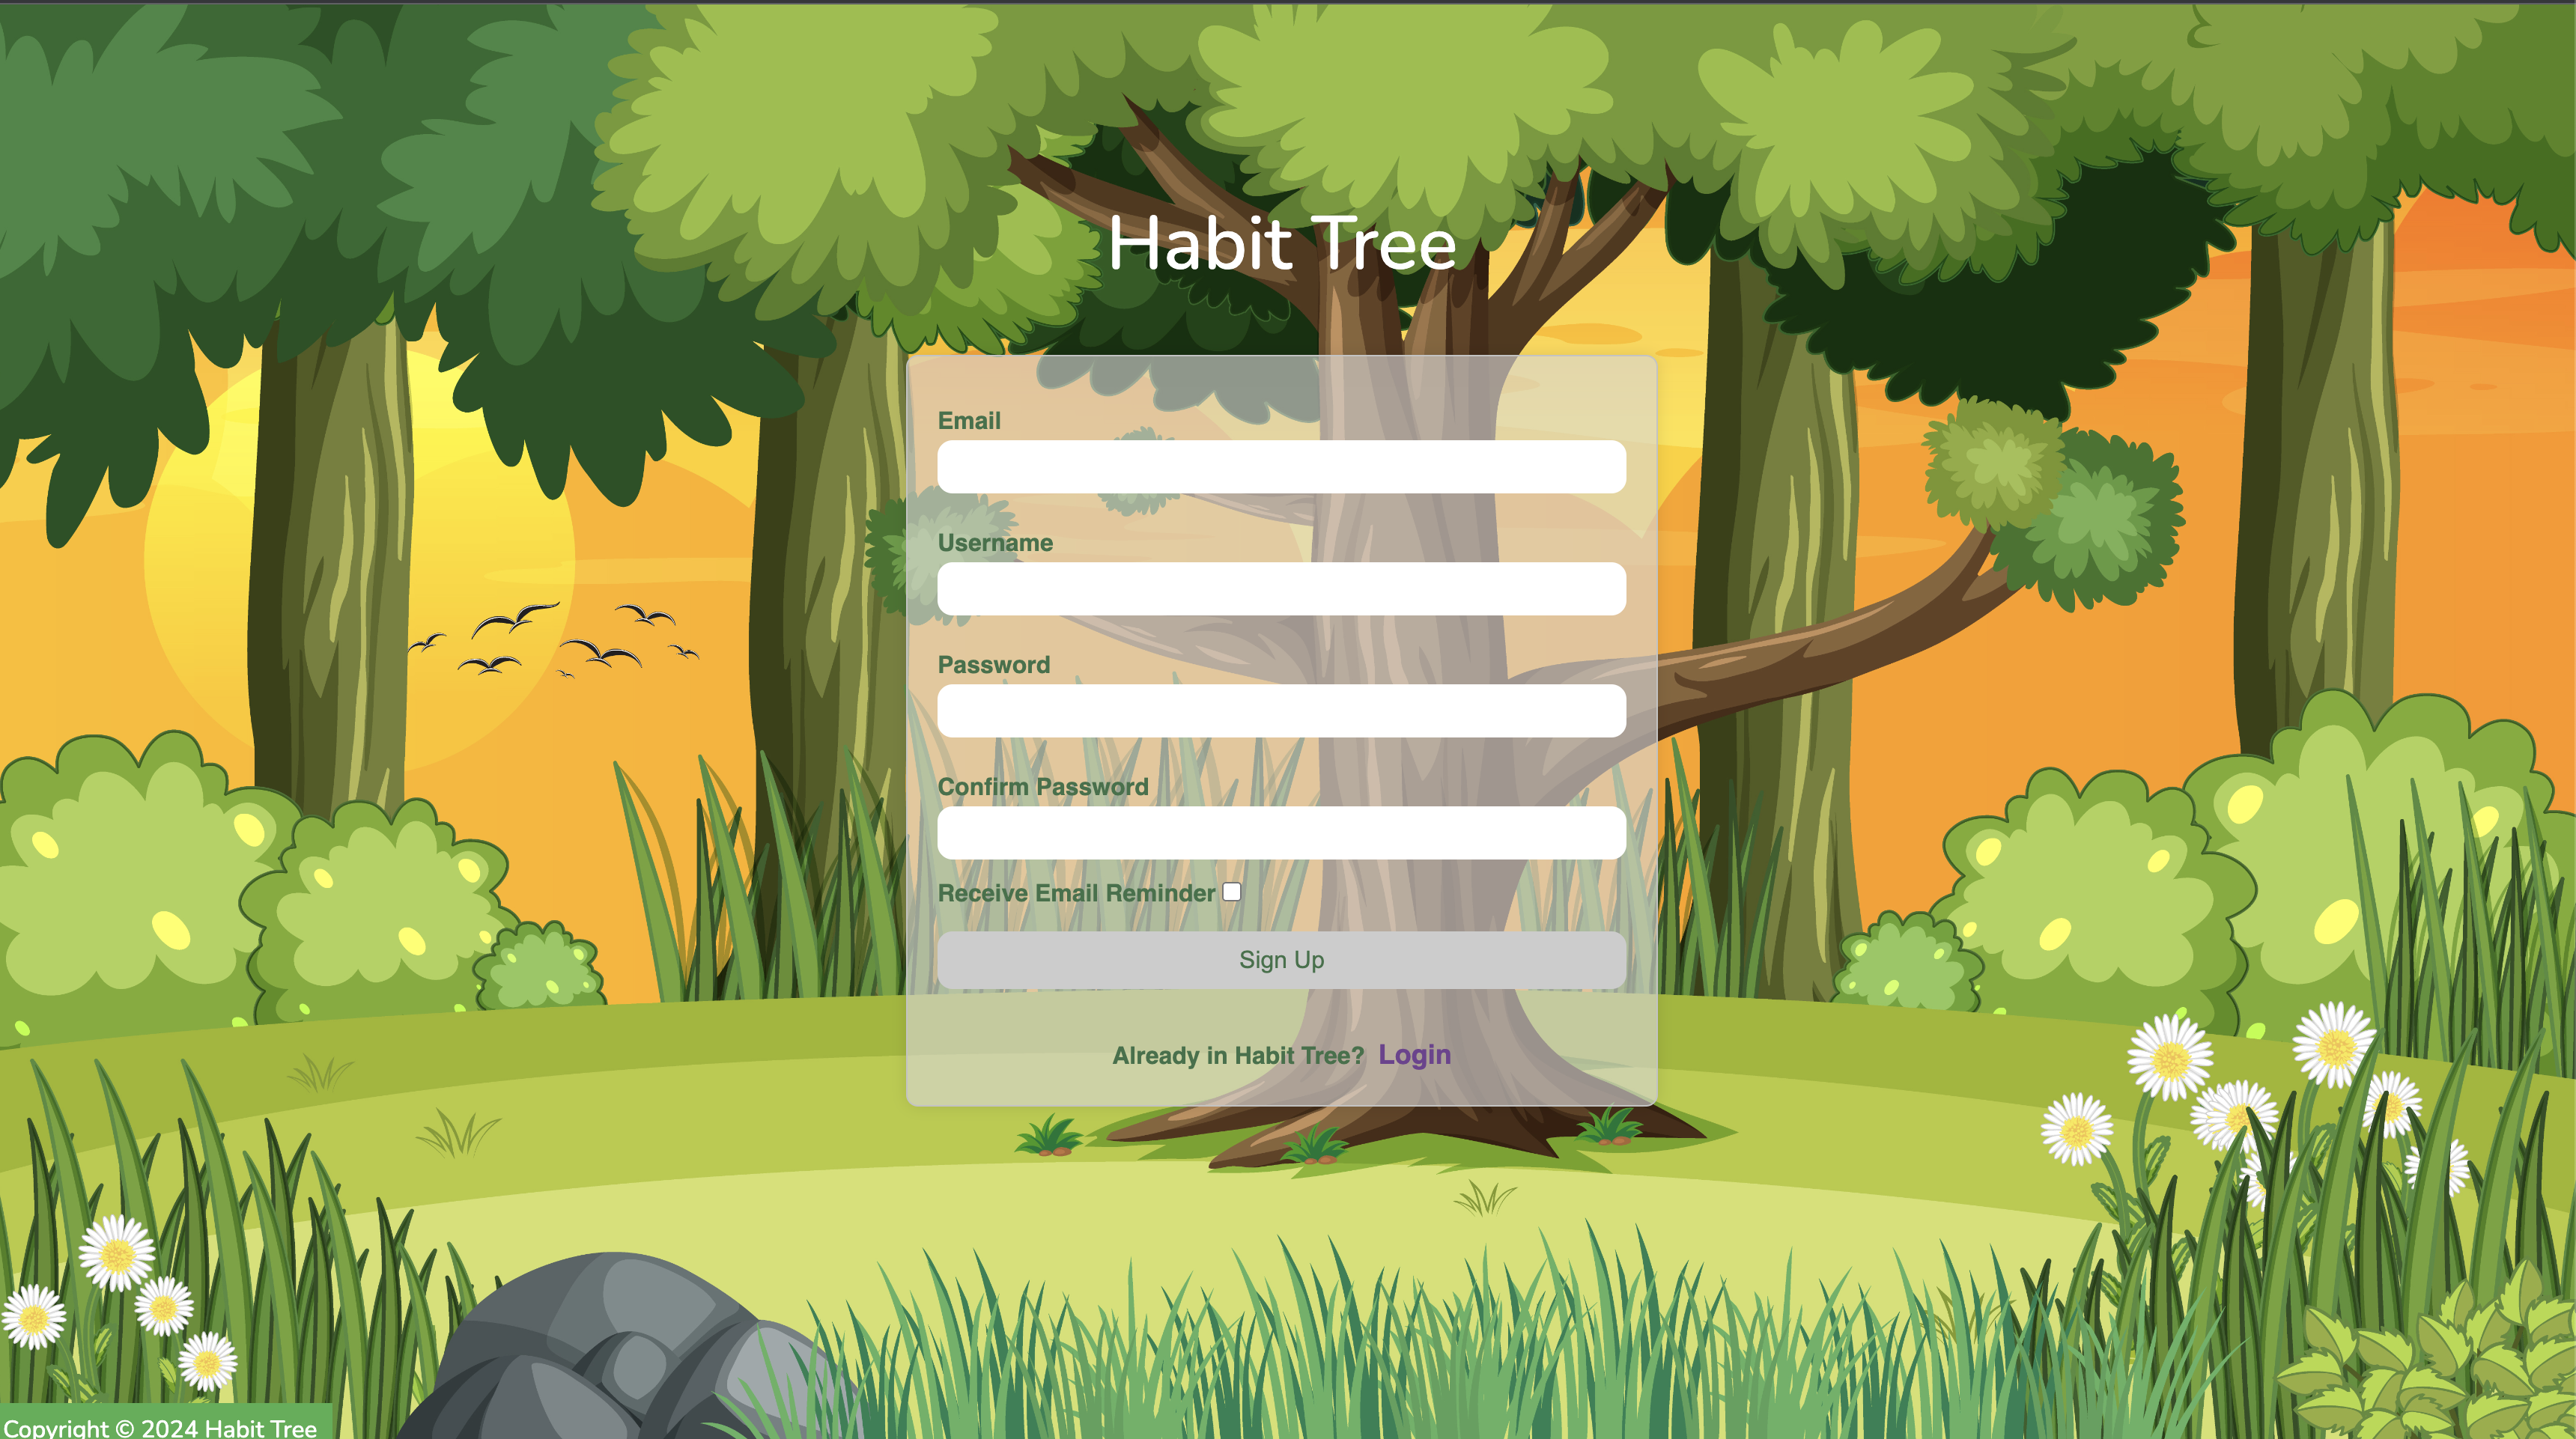 Habit Tree
Email
Username
Password
Confirm Password
Receive Email Reminder
Sign Up
Already in Habit Tree? Login
Copyright © 2024 Habit Tree